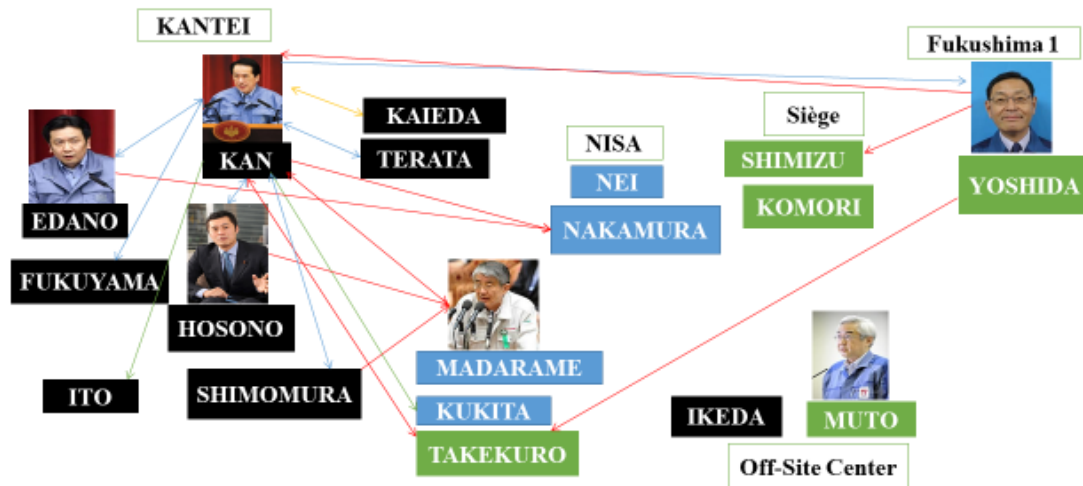 KANTEI
Fukushima 1
KAIEDA
Siège
KAN
TERATA
NISA
SHIMIZU
NEI
YOSHIDA
EDANO
KOMORI
NAKAMURA
FUKUYAMA
HOSONO
MADARAME
ITO
SHIMOMURA
KUKITA
IKEDA
MUTO
TAKEKURO
Off-Site Center